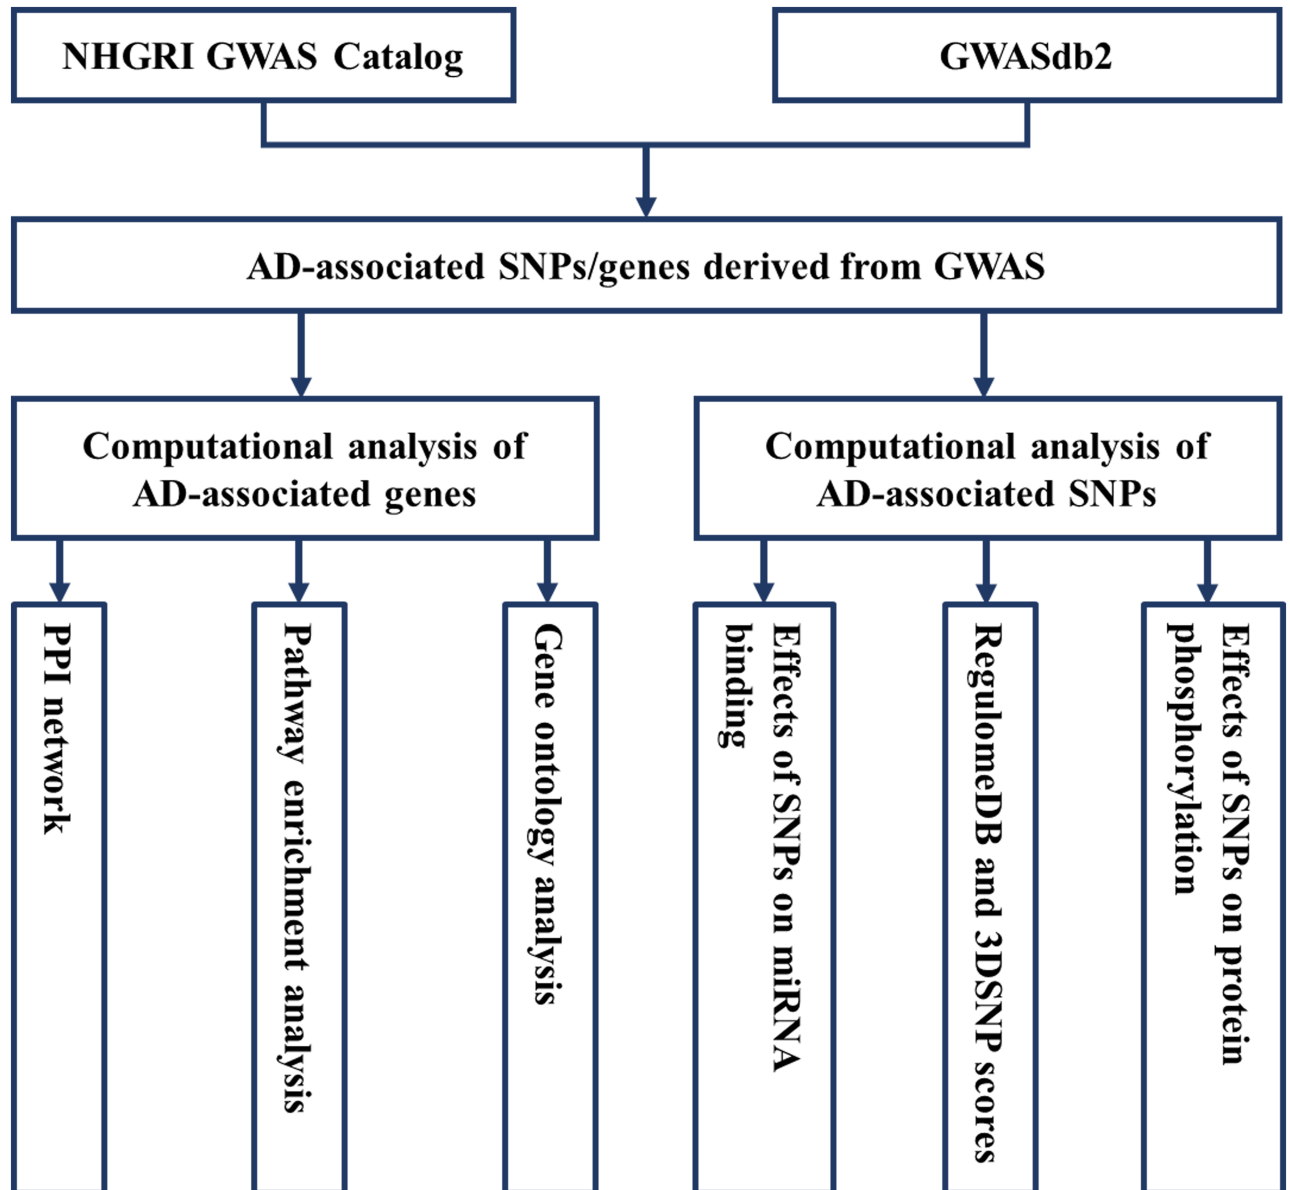 NHGRI GWAS Catalog
GWASdb2
AD-associated SNPs/genes derived from GWAS
Computational analysis of
AD-associated genes
Computational analysis of
AD-associated SNPs
PPI network
Pathway enrichment analysis
Gene ontology analysis
Effects of SNPs on miRNA
binding
RegulomeDB and 3DSNP scores
Effects of SNPs on protein
phosphorylation